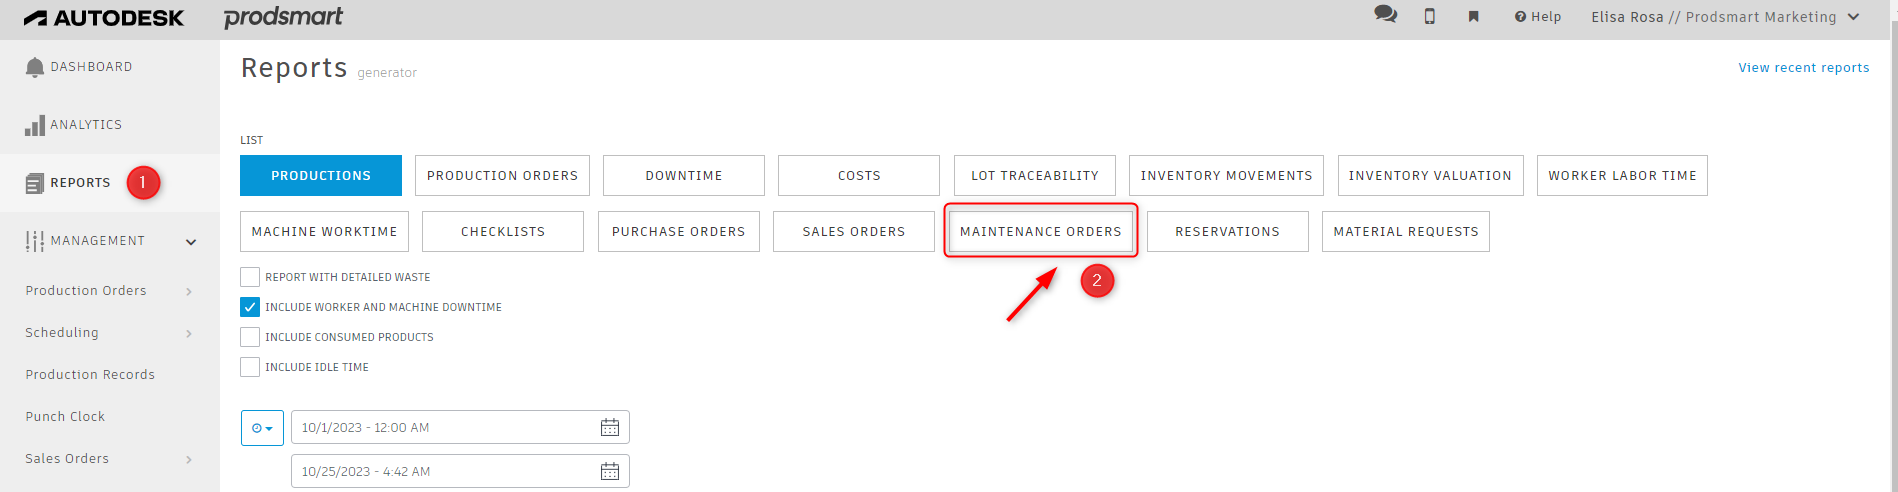 AUTODESK prodsmart
Help Elisa Rosa // Prodsmart Marketing
DASHBOARD
ANALYTICS
REPORTS 1
MANAGEMENT
Production Orders
Scheduling
Production Records
Punch Clock
Sales Orders
Reports generator
View recent reports
LIST
PRODUCTIONS PRODUCTION ORDERS DOWNTIME COSTS LOT TRACEABILITY INVENTORY MOVEMENTS INVENTORY VALUATION WORKER LABOR TIME
MACHINE WORKTIME CHECKLISTS PURCHASE ORDERS SALES ORDERS MAINTENANCE ORDERS RESERVATIONS MATERIAL REQUESTS
2
REPORT WITH DETAILED WASTE
INCLUDE WORKER AND MACHINE DOWNTIME
INCLUDE CONSUMED PRODUCTS
INCLUDE IDLE TIME
10/1/2023 - 12:00 AM
10/25/2023 - 4:42 AM